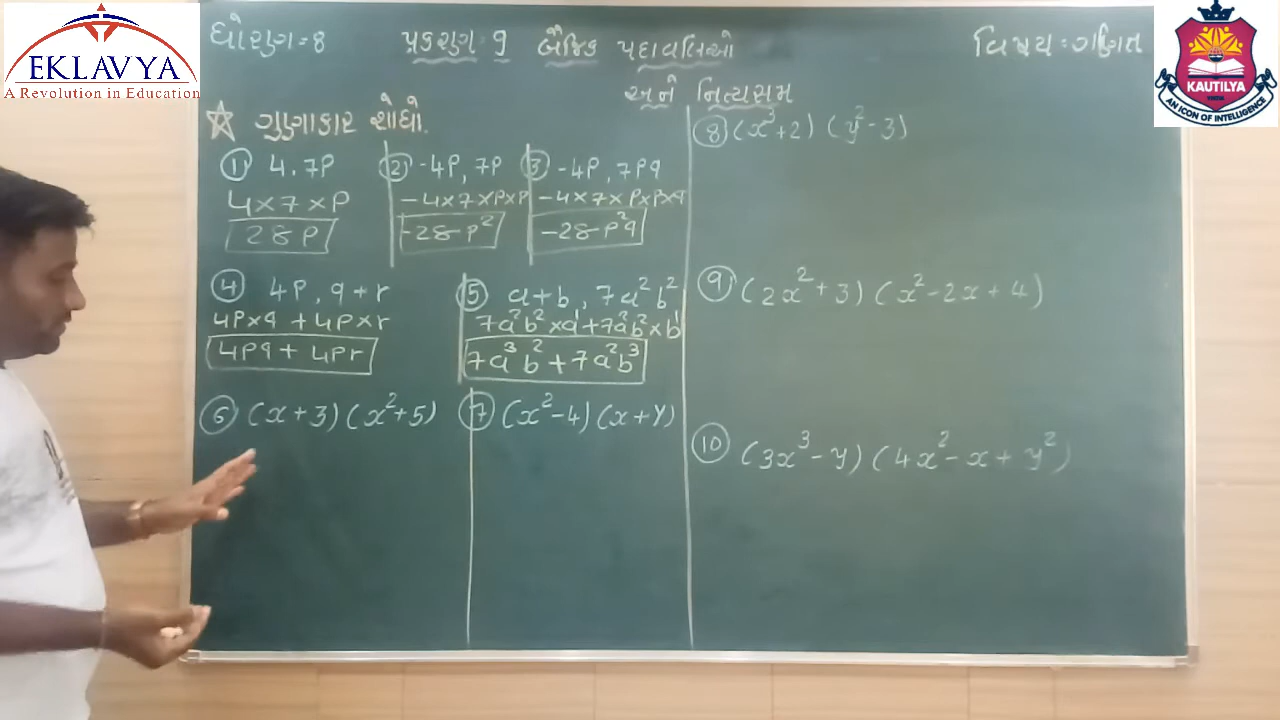 EKLAVYA
A Revolution in Education
KAUTILYA
INDIA
AN ICON OF INTELLIGENCE
ધોરણ = 8 પ્રકરણ = 9 બૈજિક પદાવલિઓ વિષય = ગણિત
અને નિત્યસમ
☆ ગુણાકાર શોધો.
① 4, 7P
4×7×P
28P
② -4P, 7P
-4×7×P×P
-28P²
③ -4P, 7Pq
-4×7×P×P×q
-28P²q
④ 4P, q+r
4P×q + 4P×r
4Pq + 4Pr
⑤ a+b, 7a²b²
7a²b²×a¹+7a²b²×b¹
7a³b² + 7a²b³
⑥ (x+3)(x²+5)
⑦ (x²-4)(x+y)
⑧ (x³+2)(y²-3)
⑨ (2x²+3)(x²-2x+4)
⑩ (3x³-y)(4x²-x+y²)